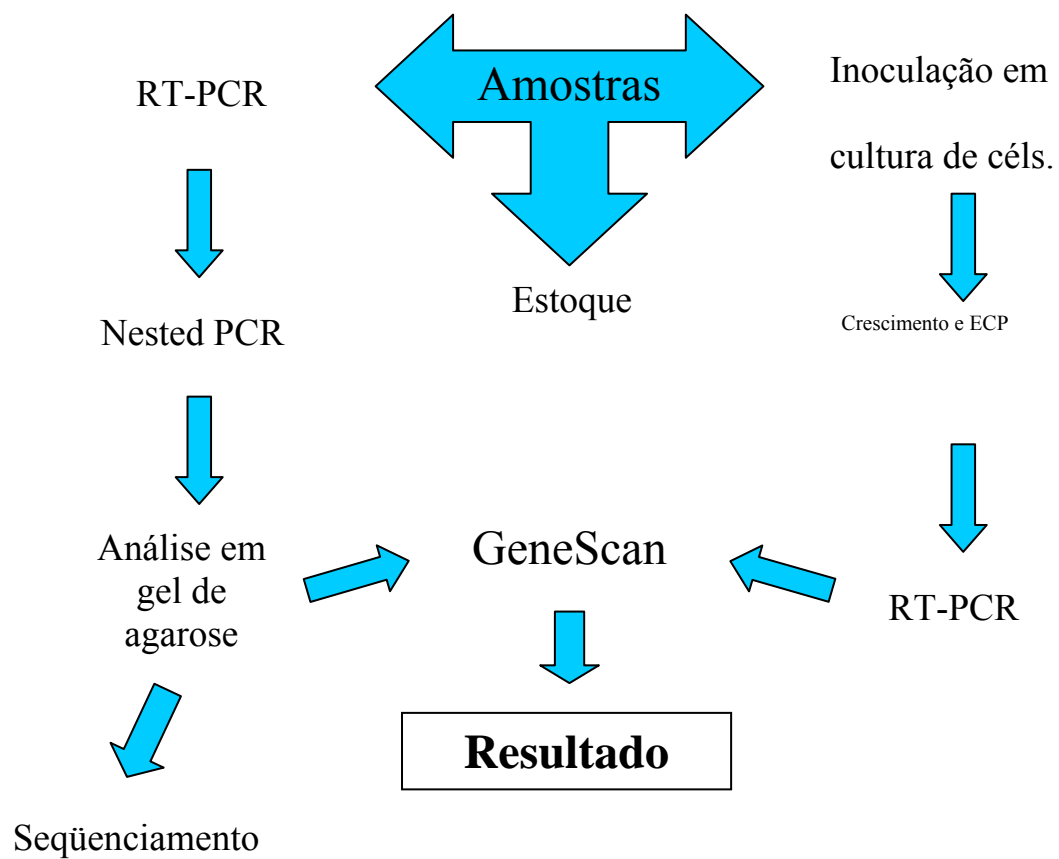 RT-PCR
Amostras
Inoculação em
cultura de céls.
Estoque
Nested PCR
Crescimento e ECP
Análise em
gel de
agarose
GeneScan
RT-PCR
Resultado
Seqüenciamento